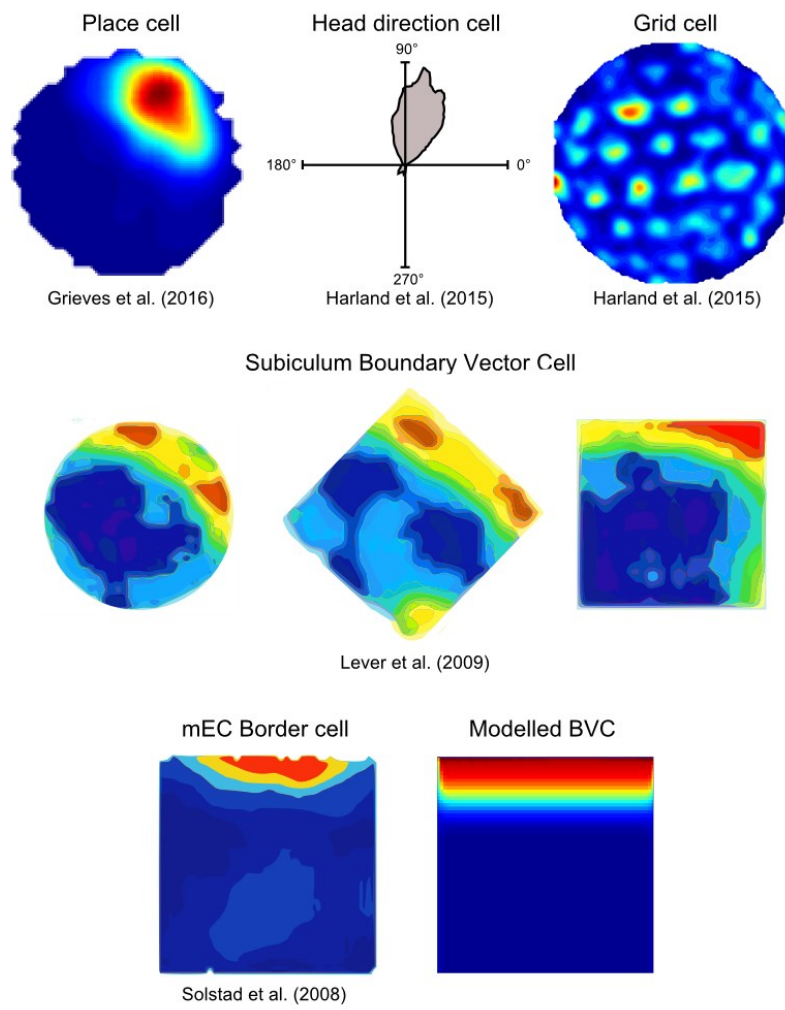 Place cell
Head direction cell
Grid cell
90°
180°
0°
270°
Grieves et al. (2016)
Harland et al. (2015)
Harland et al. (2015)
Subiculum Boundary Vector Cell
Lever et al. (2009)
mEC Border cell
Modelled BVC
Solstad et al. (2008)